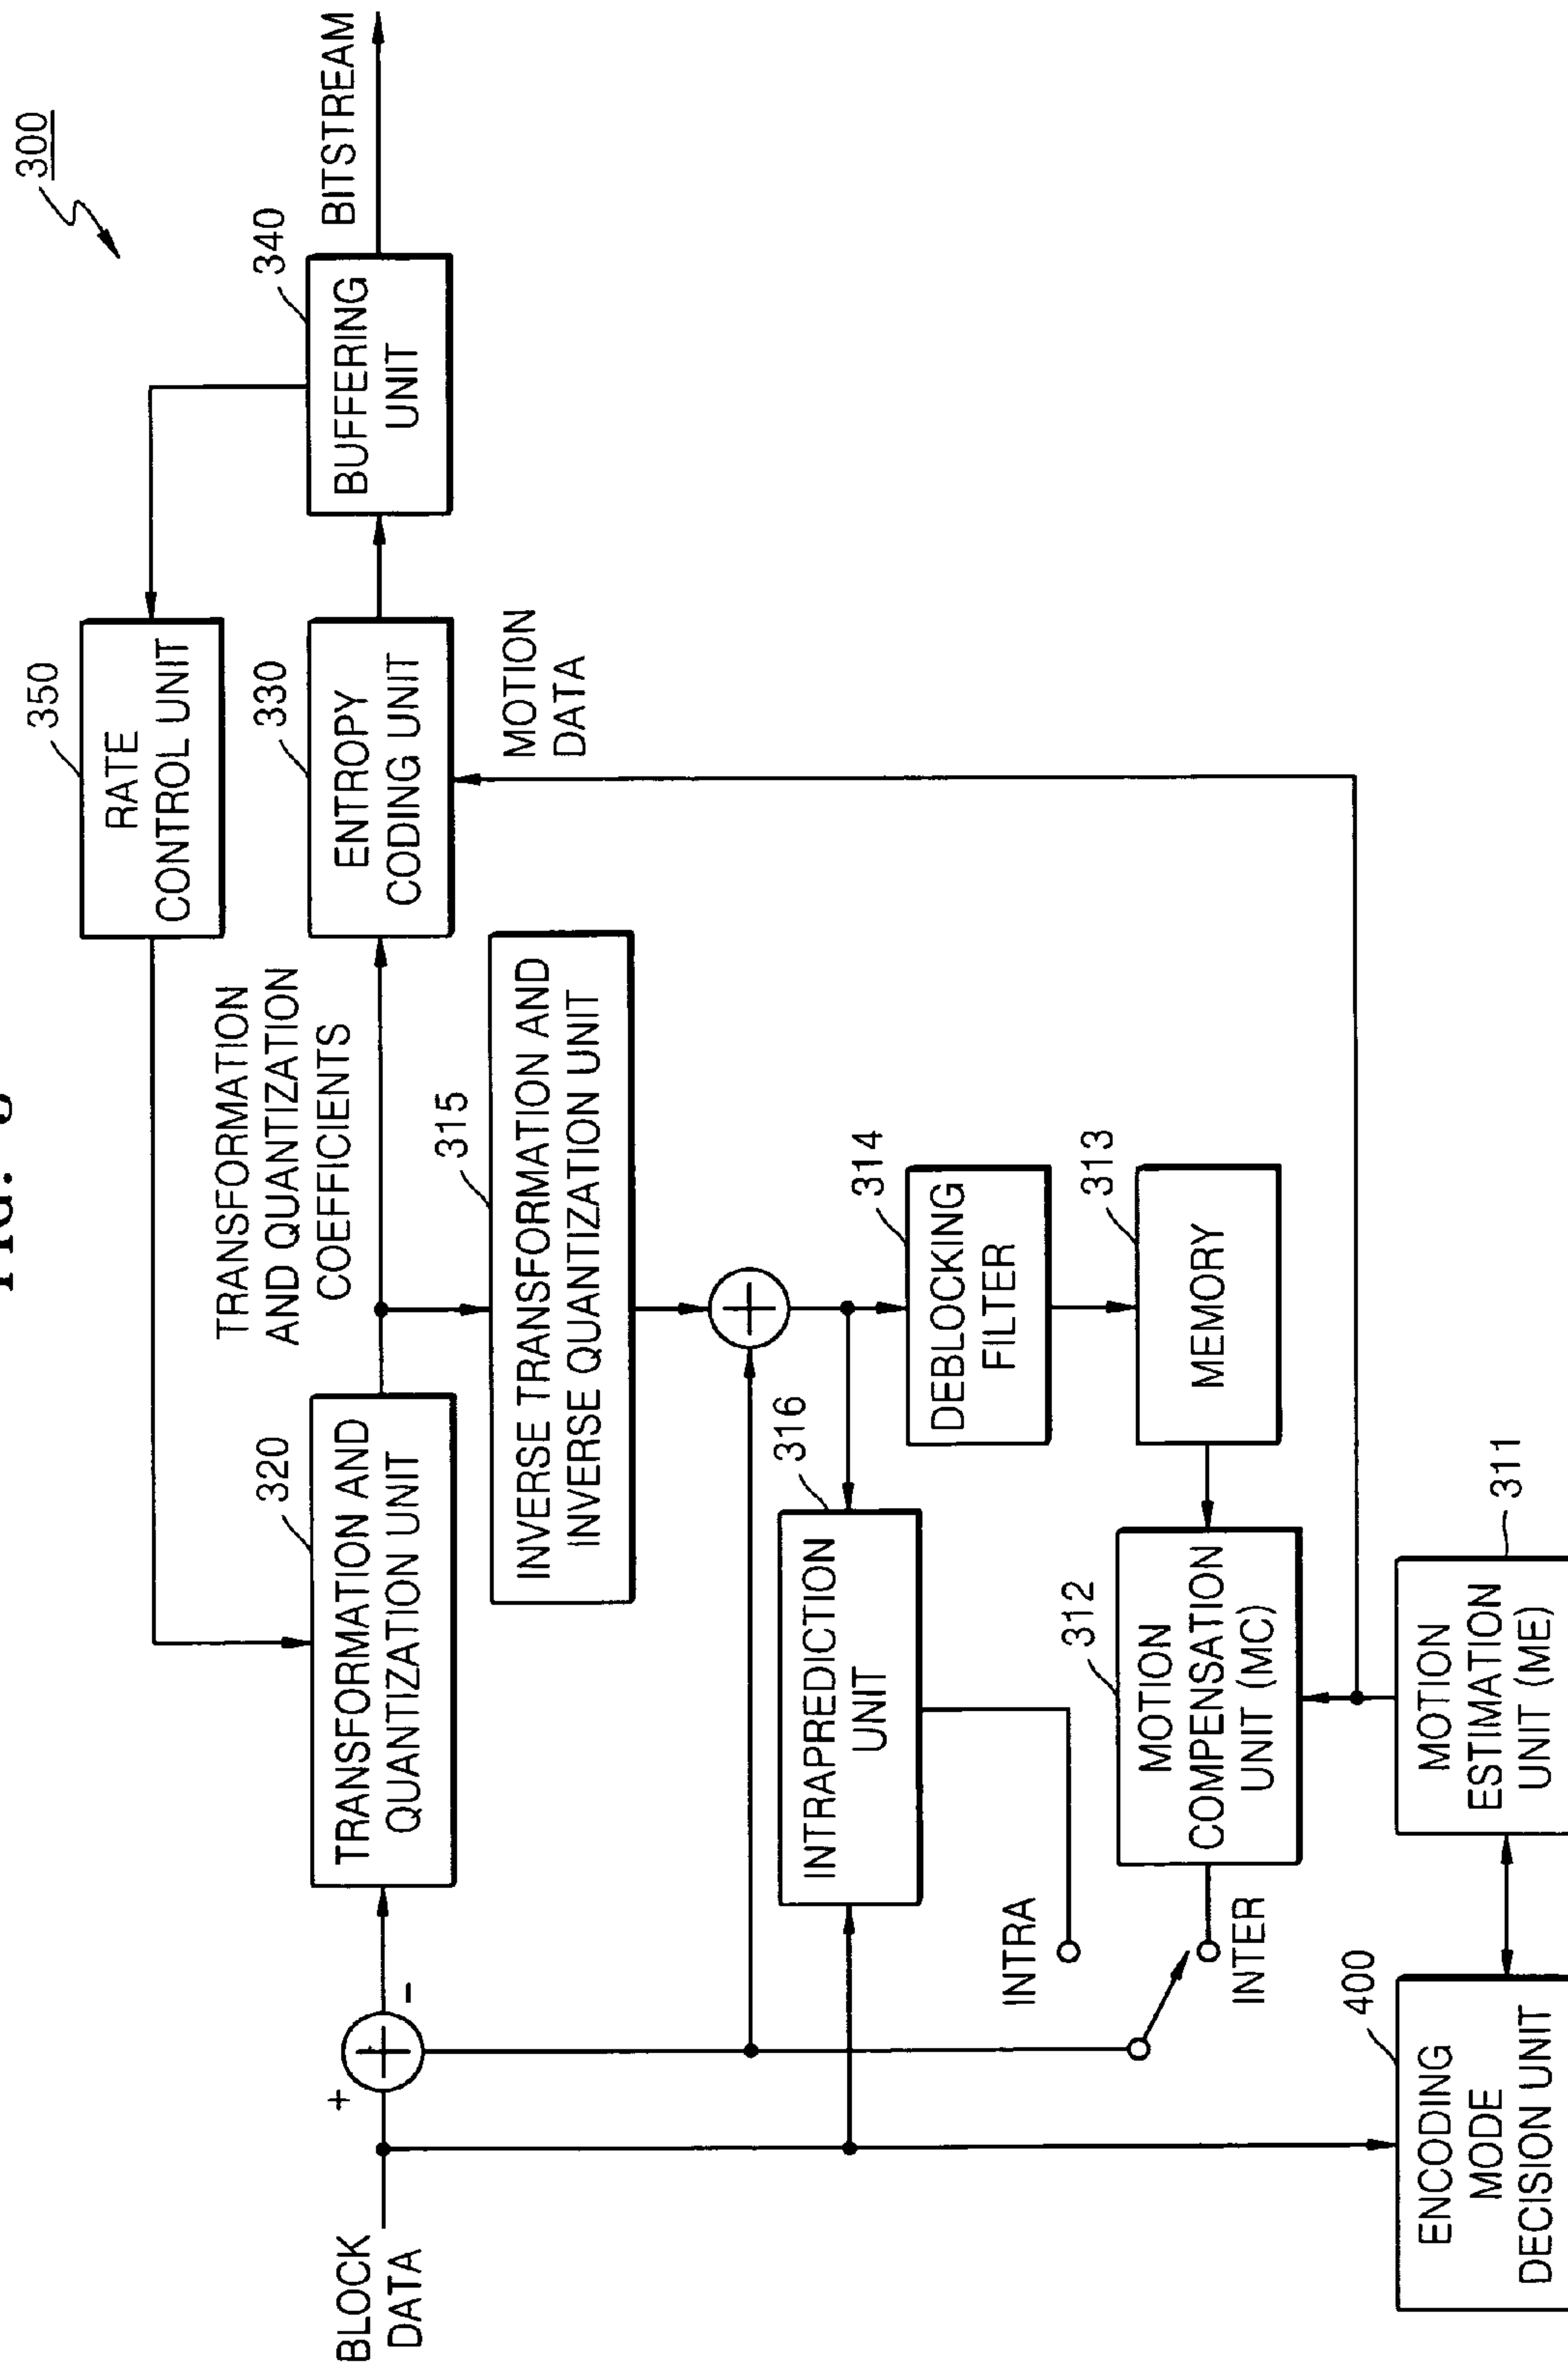 300
350
RATE
CONTROL UNIT
320
TRANSFORMATION AND
QUANTIZATION UNIT
TRANSFORMATION
AND QUANTIZATION
COEFFICIENTS
330
ENTROPY
CODING UNIT
340
BUFFERING
UNIT
BITSTREAM
BLOCK
DATA
+
-
315
INVERSE TRANSFORMATION AND
INVERSE QUANTIZATION UNIT
MOTION
DATA
316
INTRAPREDICTION
UNIT
314
DEBLOCKING
FILTER
INTRA
312
MOTION
COMPENSATION
UNIT (MC)
313
MEMORY
INTER
400
ENCODING
MODE
DECISION UNIT
311
MOTION
ESTIMATION
UNIT (ME)